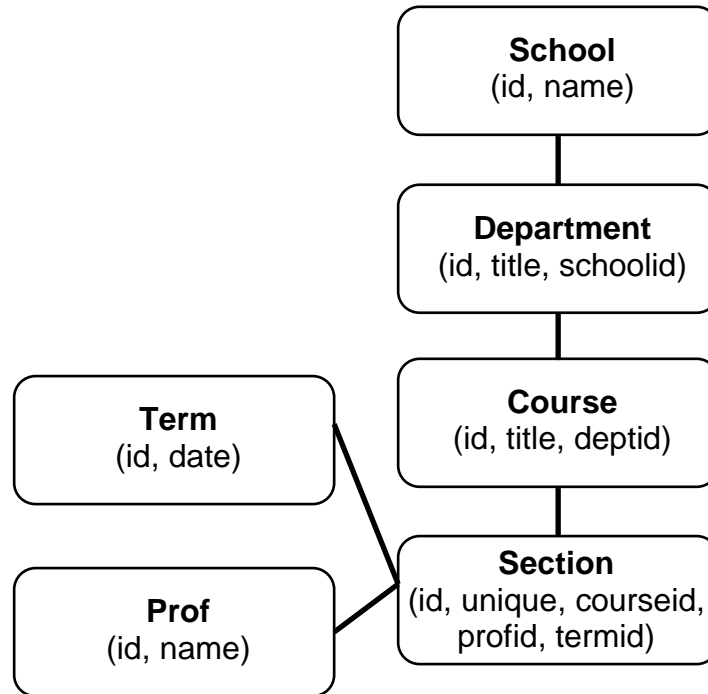 School
(id, name)
Department
(id, title, schoolid)
Course
(id, title, deptid)
Term
(id, date)
Section
(id, unique, courseid,
profid, termid)
Prof
(id, name)